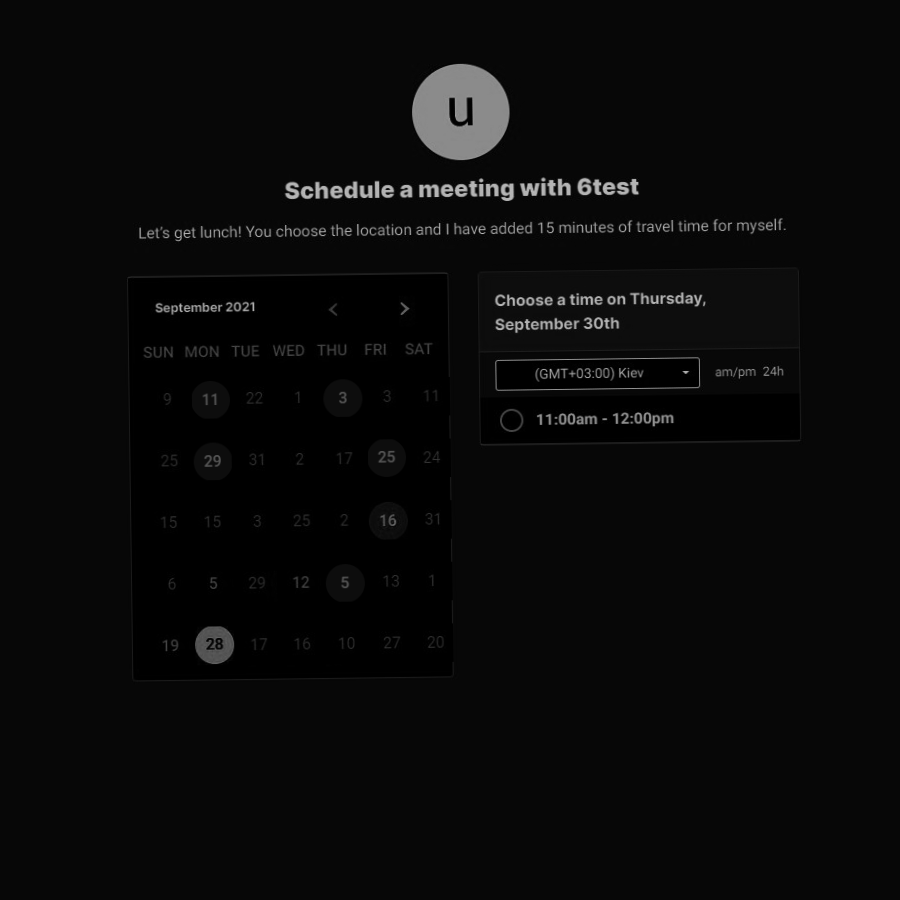 u
Schedule a meeting with 6test
Let's get lunch! You choose the location and I have added 15 minutes of travel time for myself.
September 2021
SUN MON TUE WED THU FRI SAT
9 11 22 1 3 3 11
25 29 31 2 17 25 24
15 15 3 25 2 16 31
6 5 29 12 5 13 1
19 28 17 16 10 27 20
Choose a time on Thursday,
September 30th
(GMT+03:00) Kiev am/pm 24h
11:00am - 12:00pm